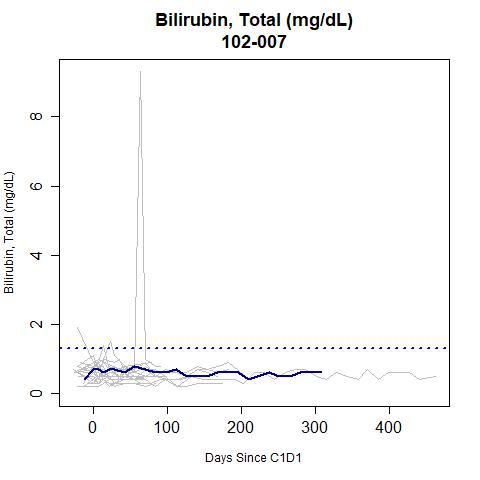 Bilirubin, Total (mg/dL)
102-007
Bilirubin, Total (mg/dL)
8
6
4
2
0
0 100 200 300 400
Days Since C1D1